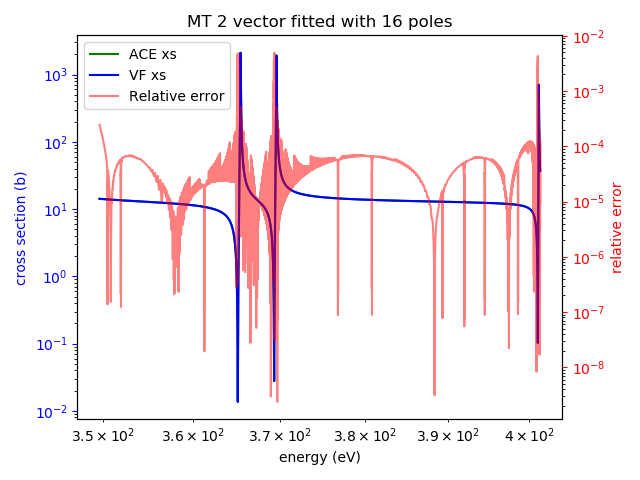 MT 2 vector fitted with 16 poles
ACE xs
VF xs
Relative error
cross section (b)
10³
10²
10¹
10⁰
10⁻¹
10⁻²
10⁻²
10⁻³
10⁻⁴
10⁻⁵
10⁻⁶
10⁻⁷
10⁻⁸
relative error
3.5 × 10² 3.6 × 10² 3.7 × 10² 3.8 × 10² 3.9 × 10² 4 × 10²
energy (eV)